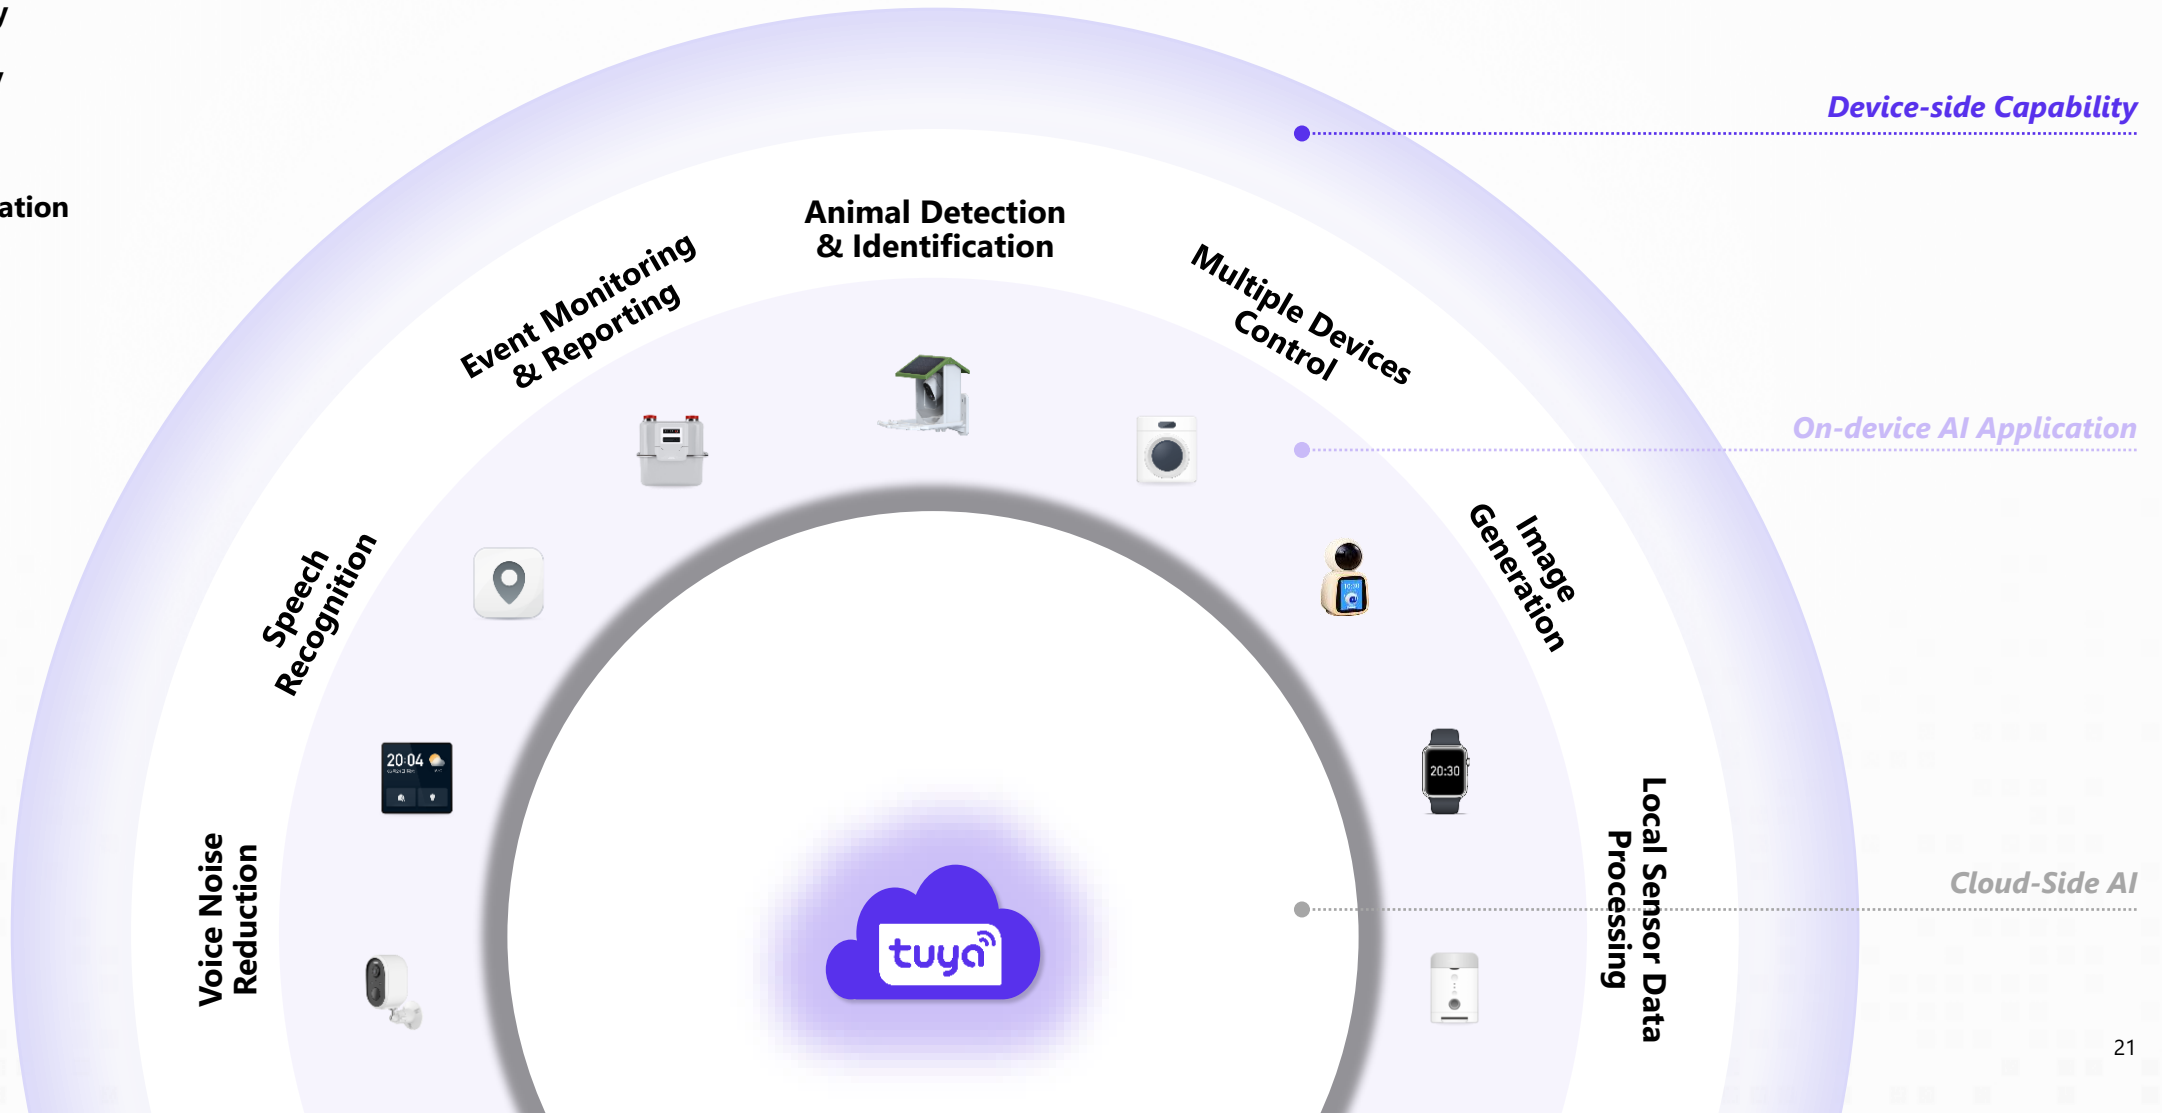 ation
Device-side Capability
Animal Detection
& Identification
Event Monitoring
& Reporting
Multiple Devices
Control
On-device AI Application
Speech
Recognition
Image
Generation
20:04
20:30
Voice Noise
Reduction
Local Sensor Data
Processing
Cloud-Side AI
tuya
21